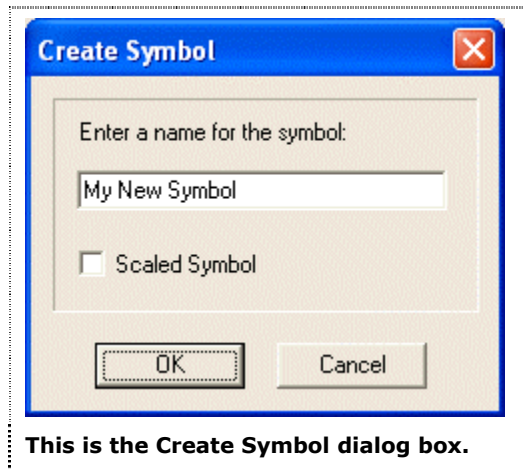 Create Symbol
Enter a name for the symbol:
My New Symbol
Scaled Symbol
OK
Cancel
This is the Create Symbol dialog box.